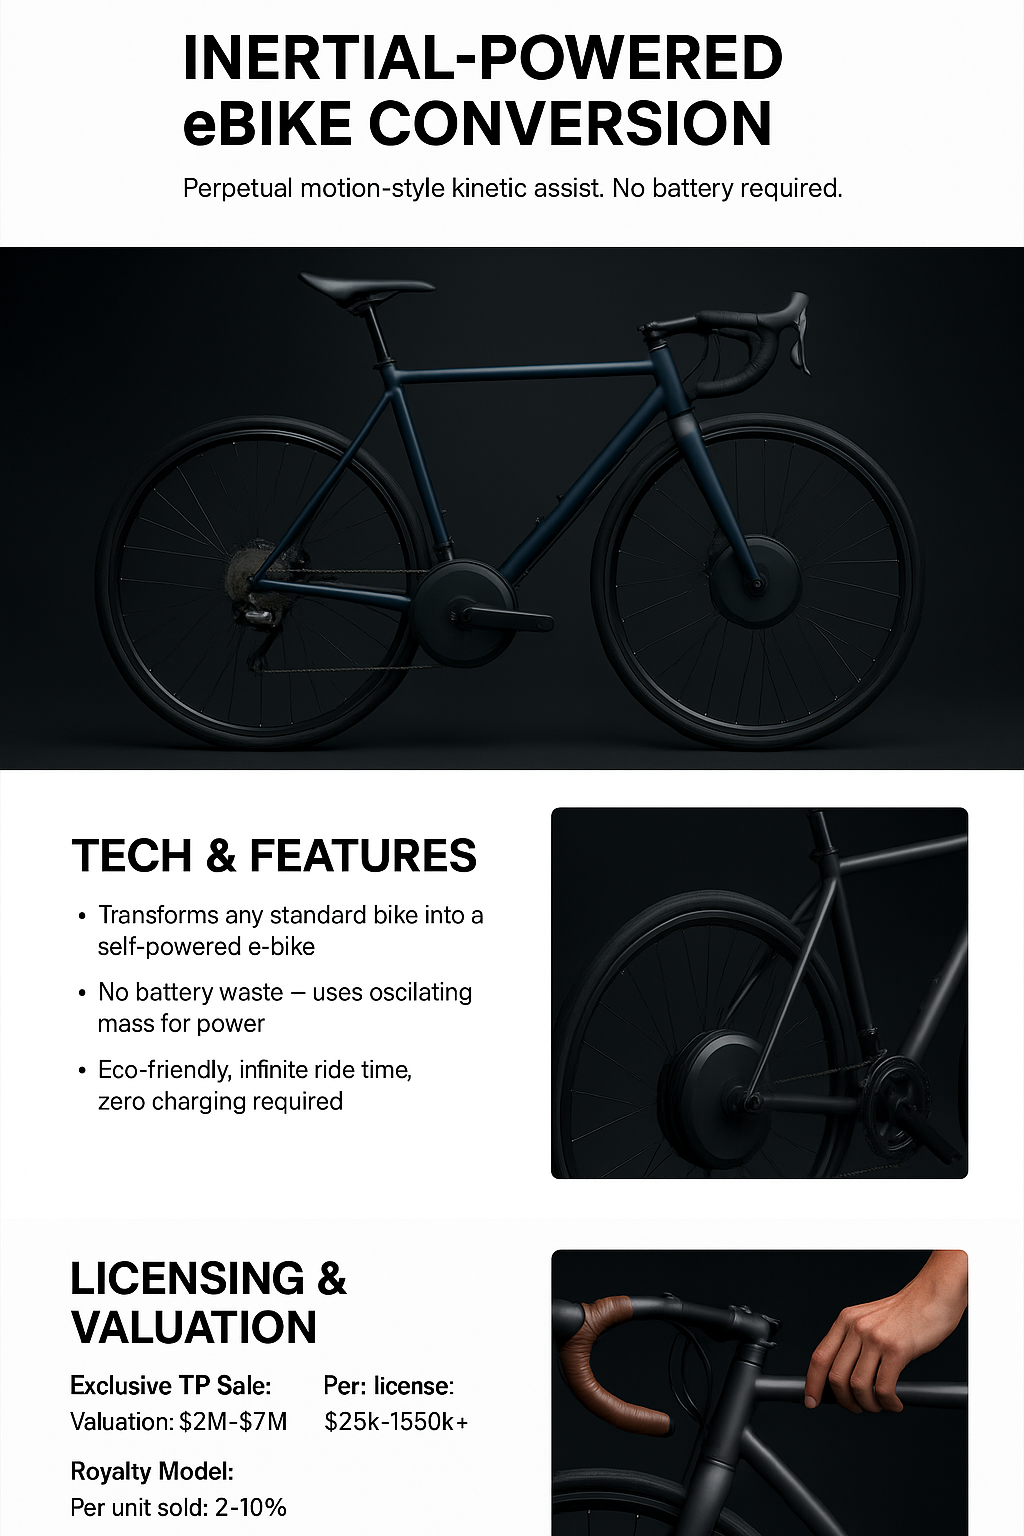 INERTIAL-POWERED
eBIKE CONVERSION
Perpetual motion-style kinetic assist. No battery required.
TECH & FEATURES
• Transforms any standard bike into a
self-powered e-bike
• No battery waste – uses oscilating
mass for power
• Eco-friendly, infinite ride time,
zero charging required
LICENSING &
VALUATION
Exclusive TP Sale:
Valuation: $2M-$7M
Per: license:
$25k-1550k+
Royalty Model:
Per unit sold: 2-10%